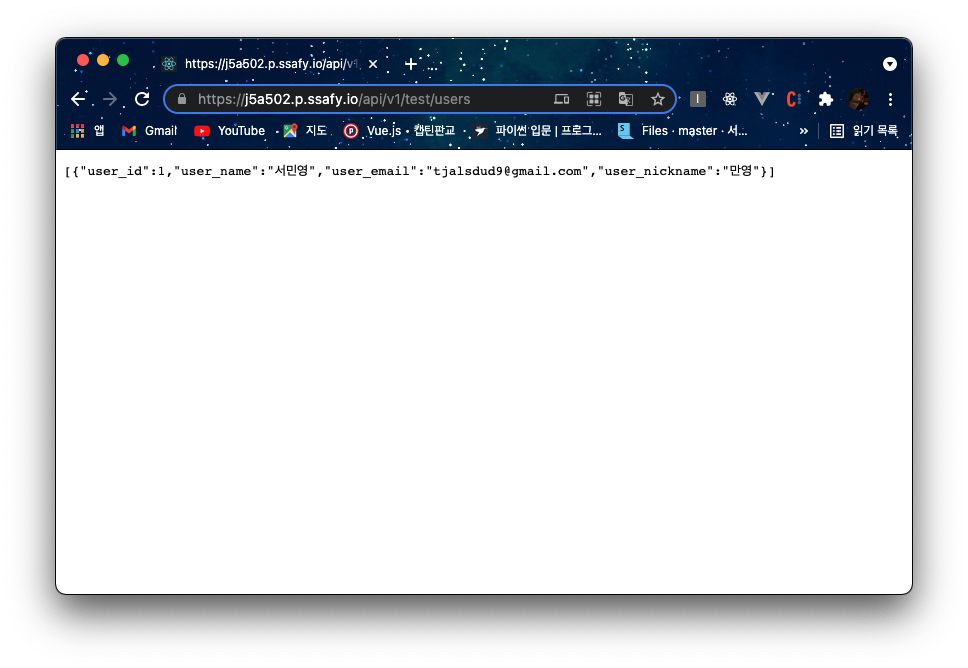 https://j5a502.p.ssafy.io/api/v
https://j5a502.p.ssafy.io/api/v1/test/users
앱 Gmail YouTube 지도 Vue.js • 캡틴판교 파이썬 입문 | 프로그... Files · master · 서... » 읽기 목록
[{"user_id":1,"user_name":"서민영","user_email":"tjalsdud9@gmail.com","user_nickname":"만영"}]